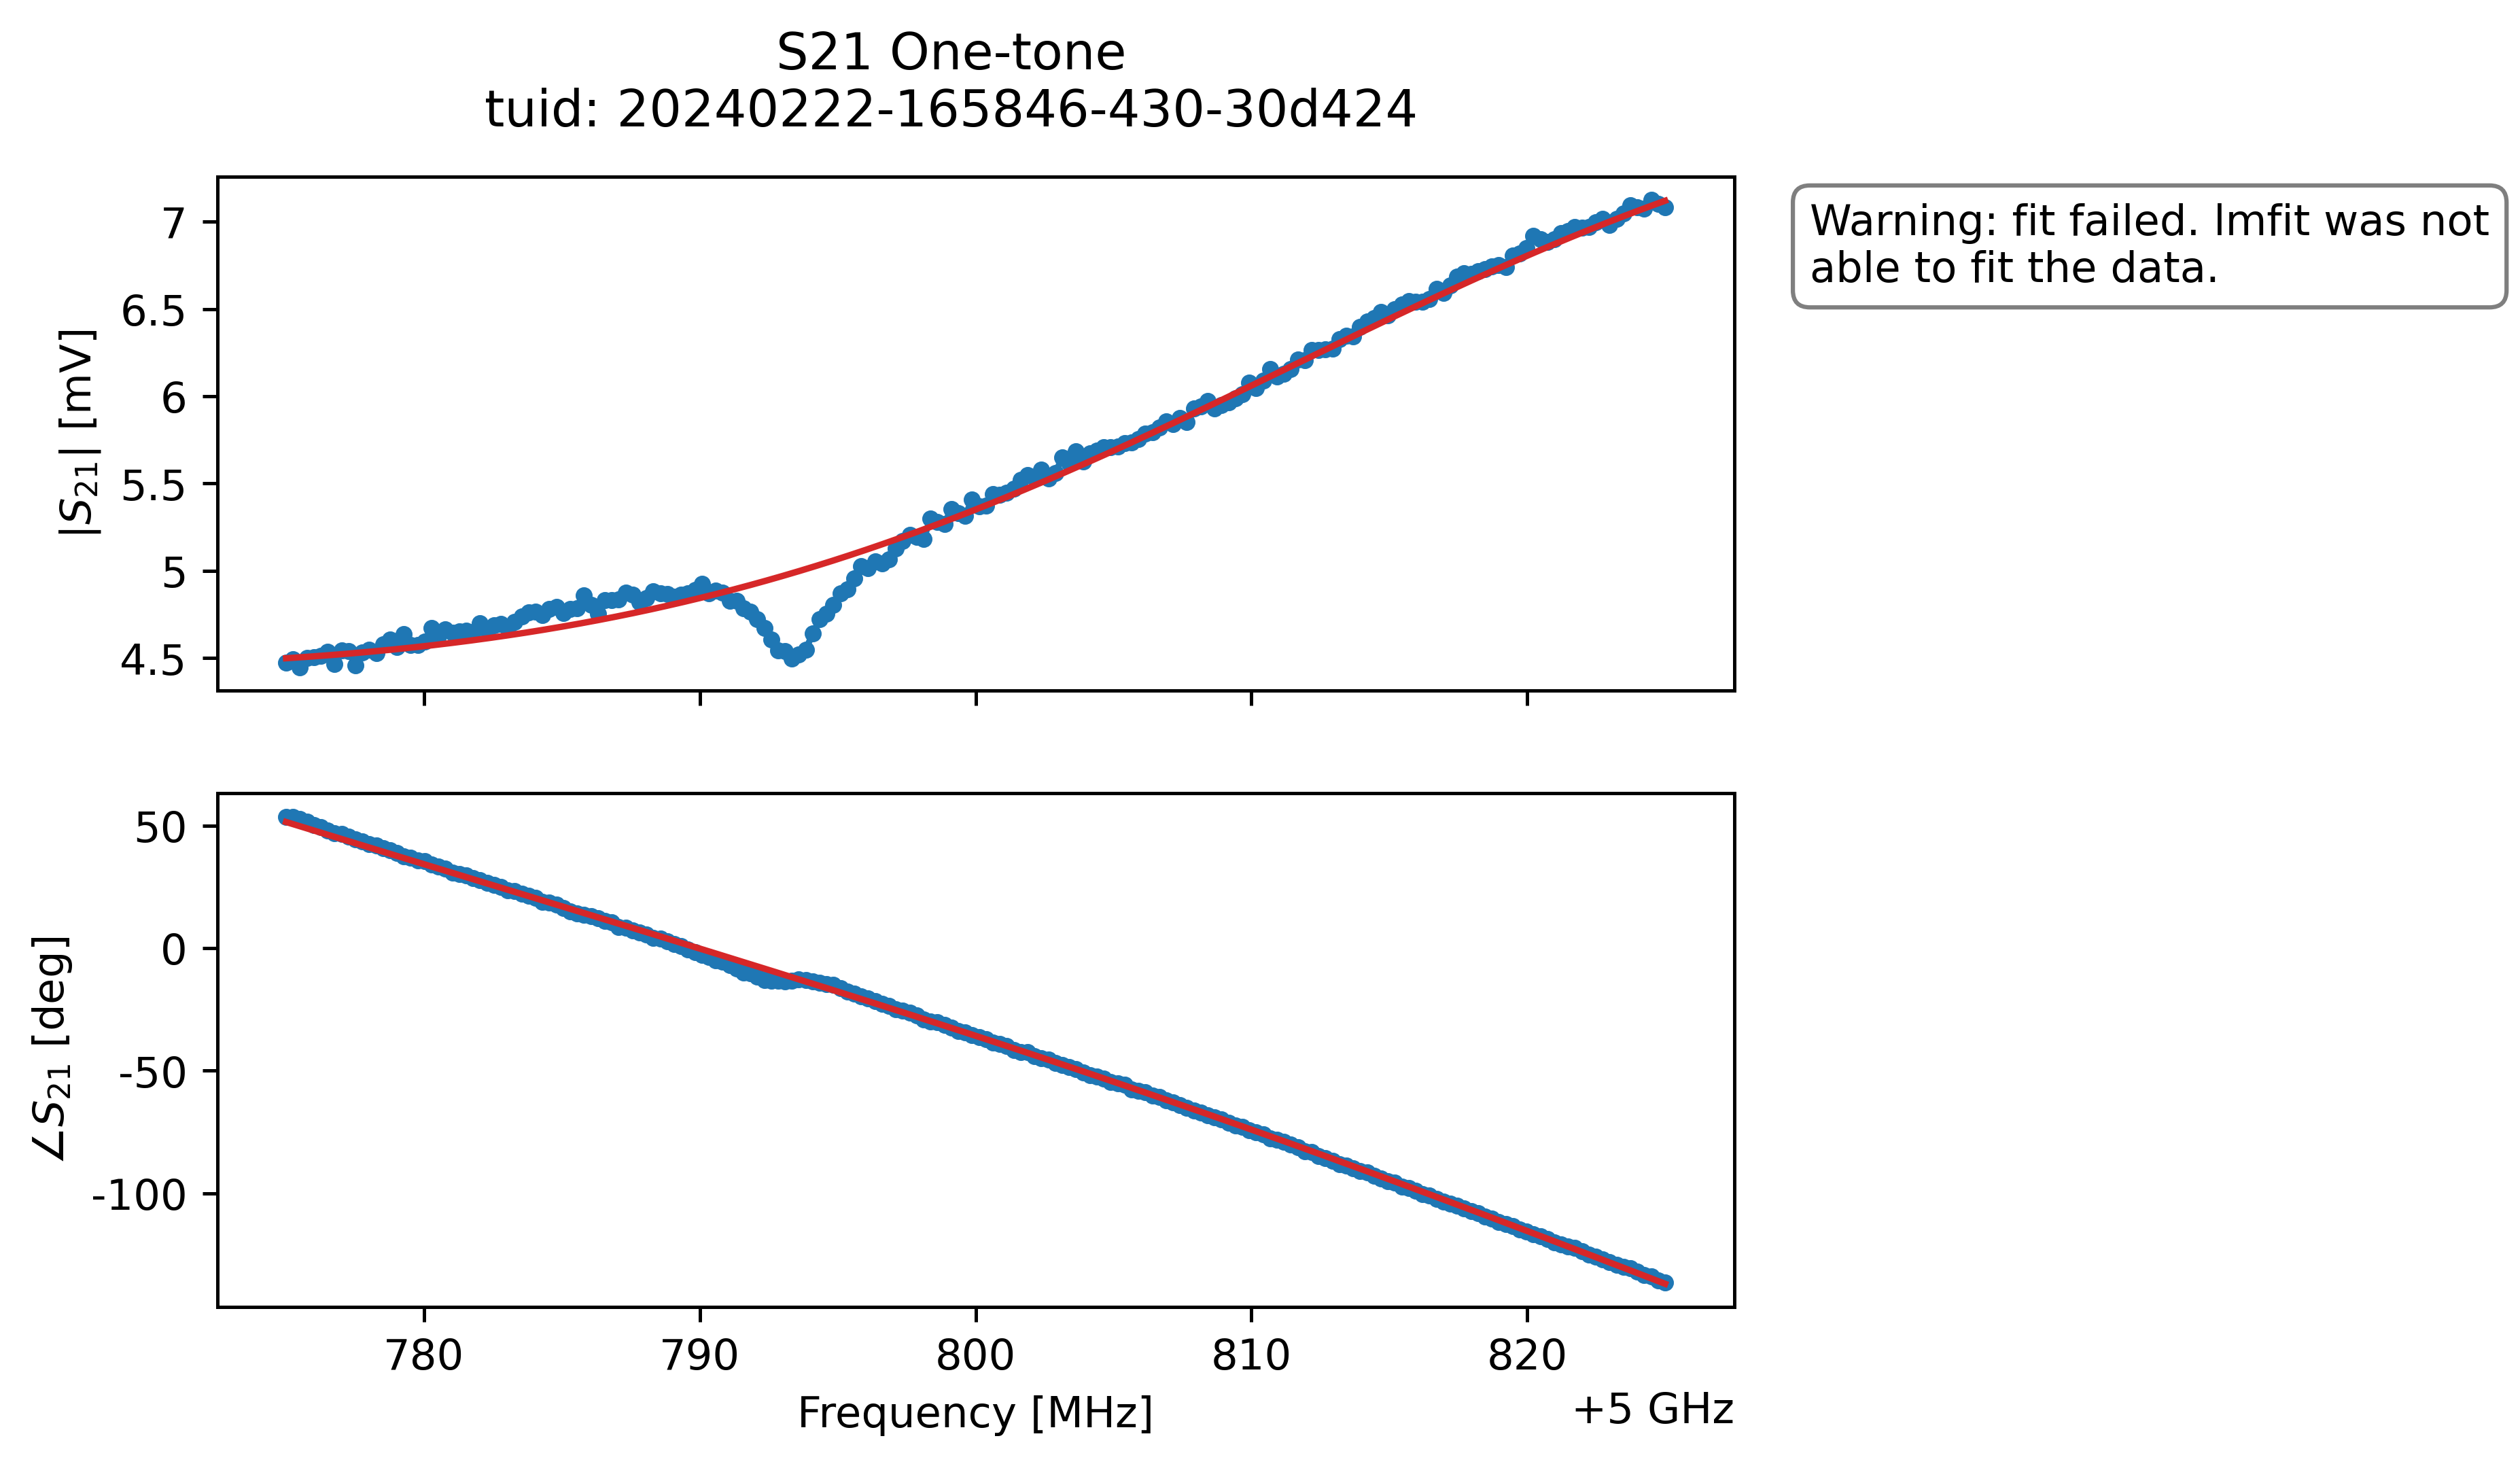 S21 One-tone
tuid: 20240222-165846-430-30d424
7
6.5
6
5.5
5
4.5
|S₂₁| [mV]
Warning: fit failed. lmfit was not
able to fit the data.
50
0
-50
-100
∠S₂₁ [deg]
780 790 800 810 820
Frequency [MHz]
+5 GHz